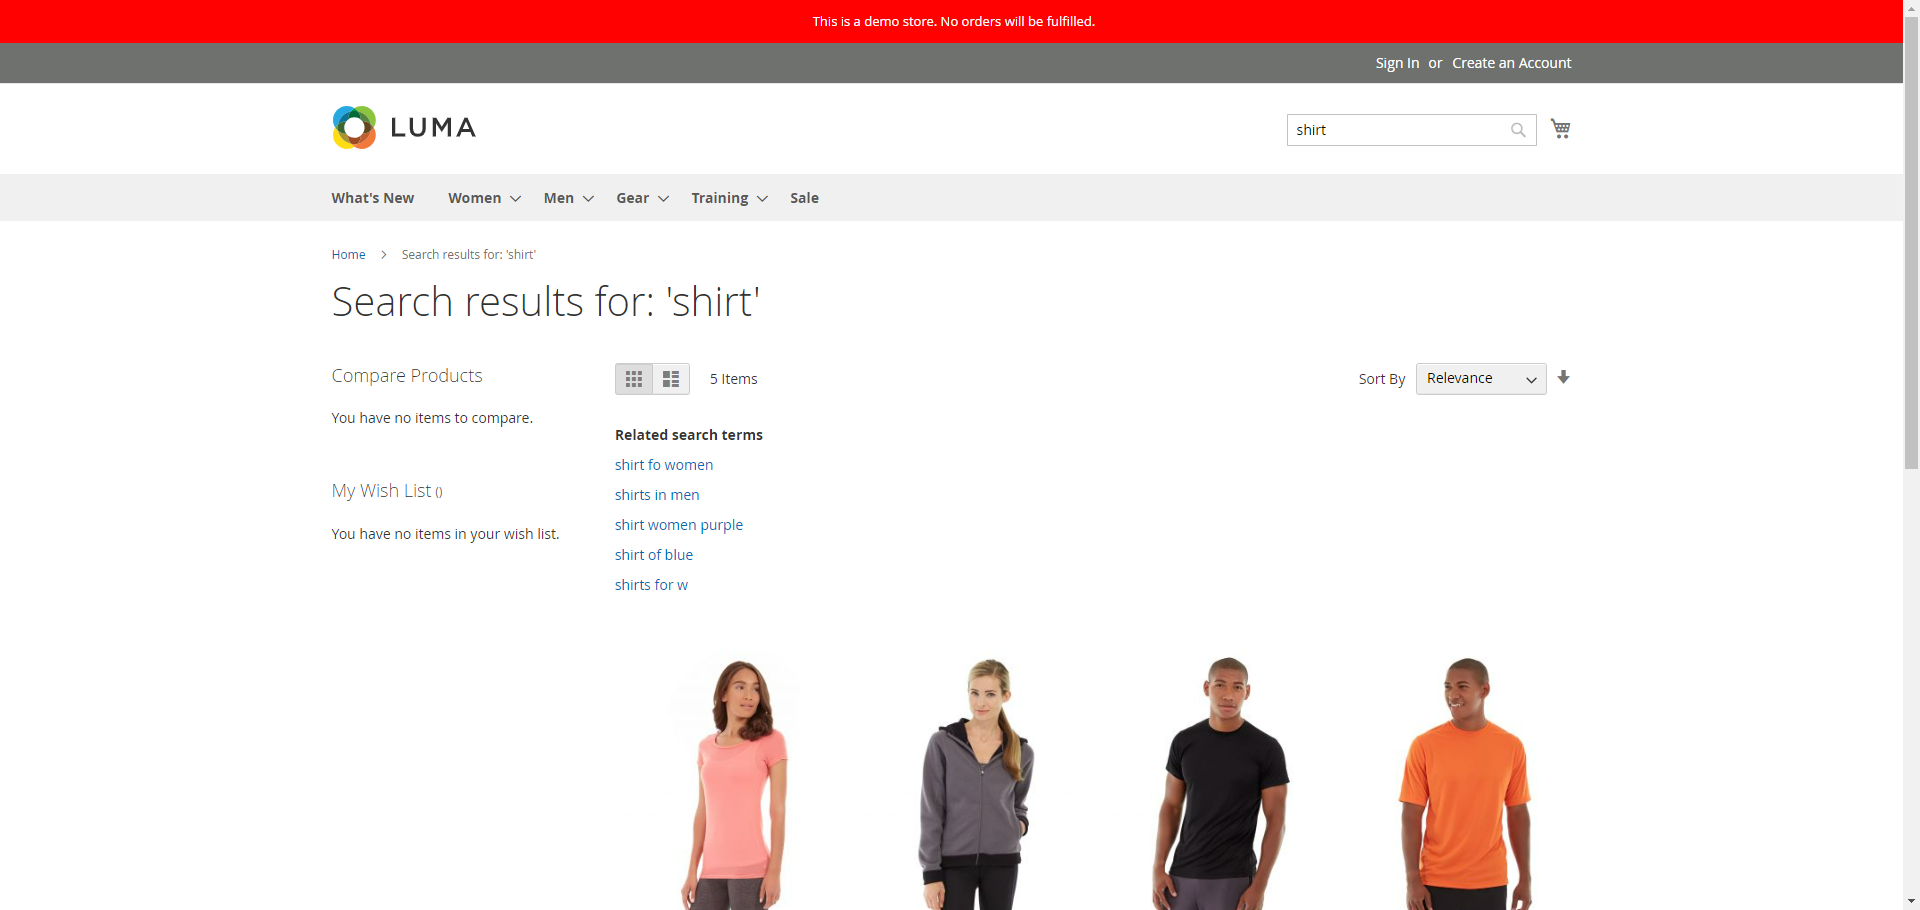 This is a demo store. No orders will be fulfilled.
Sign In or Create an Account
LUMA
shirt
What's New Women Men Gear Training Sale
Home Search results for: 'shirt'
Search results for: 'shirt'
Compare Products
You have no items to compare.
My Wish List ()
You have no items in your wish list.
5 Items
Sort By Relevance
Related search terms
shirt fo women
shirts in men
shirt women purple
shirt of blue
shirts for w